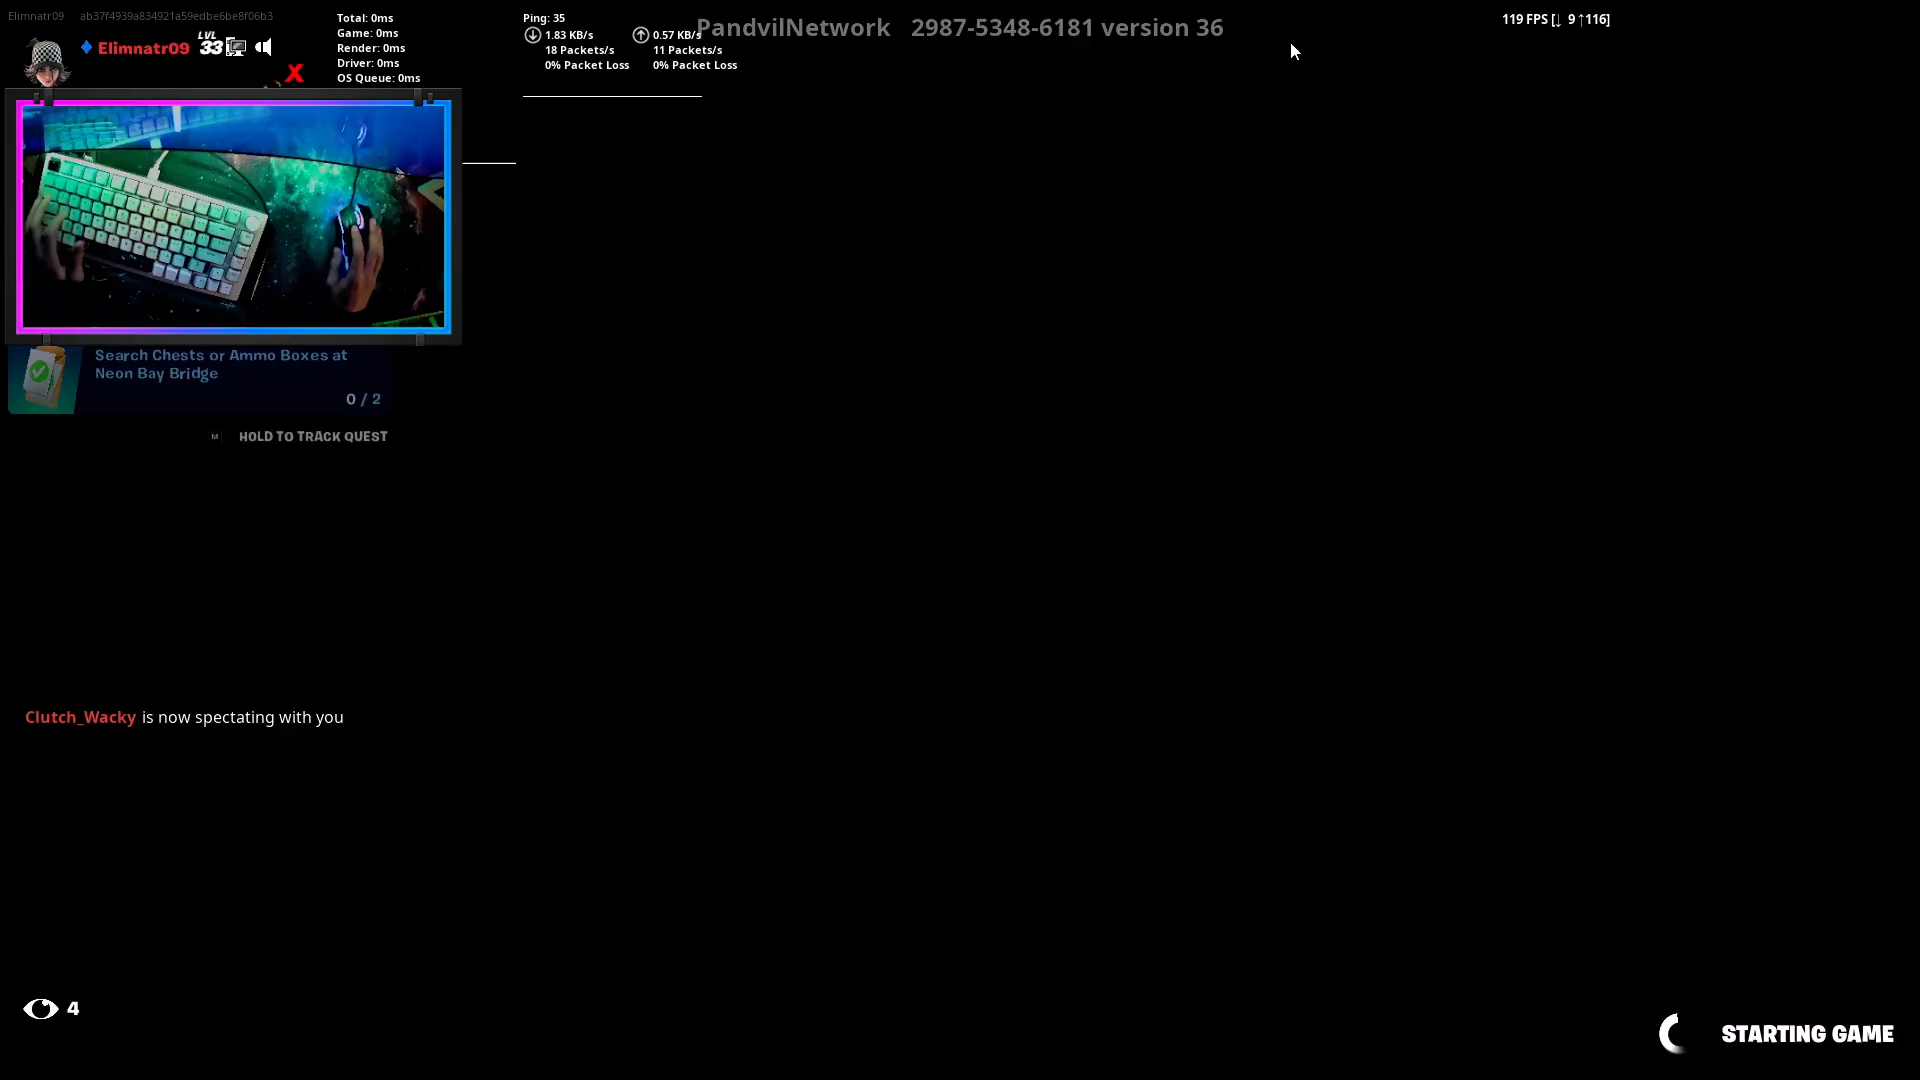 Elimnatr09 ab37f4939a834921a59edbe6be8f06b3
Elimnatr09 LVL 33
X
Total: 0ms
Game: 0ms
Render: 0ms
Driver: 0ms
OS Queue: 0ms
Ping: 35
1.83 KB/s 0.57 KB/s
18 Packets/s 11 Packets/s
0% Packet Loss 0% Packet Loss
PandvilNetwork 2987-5348-6181 version 36
119 FPS [↓ 9 ↑116]
Search Chests or Ammo Boxes at
Neon Bay Bridge
0 / 2
M HOLD TO TRACK QUEST
Clutch_Wacky is now spectating with you
4
STARTING GAME